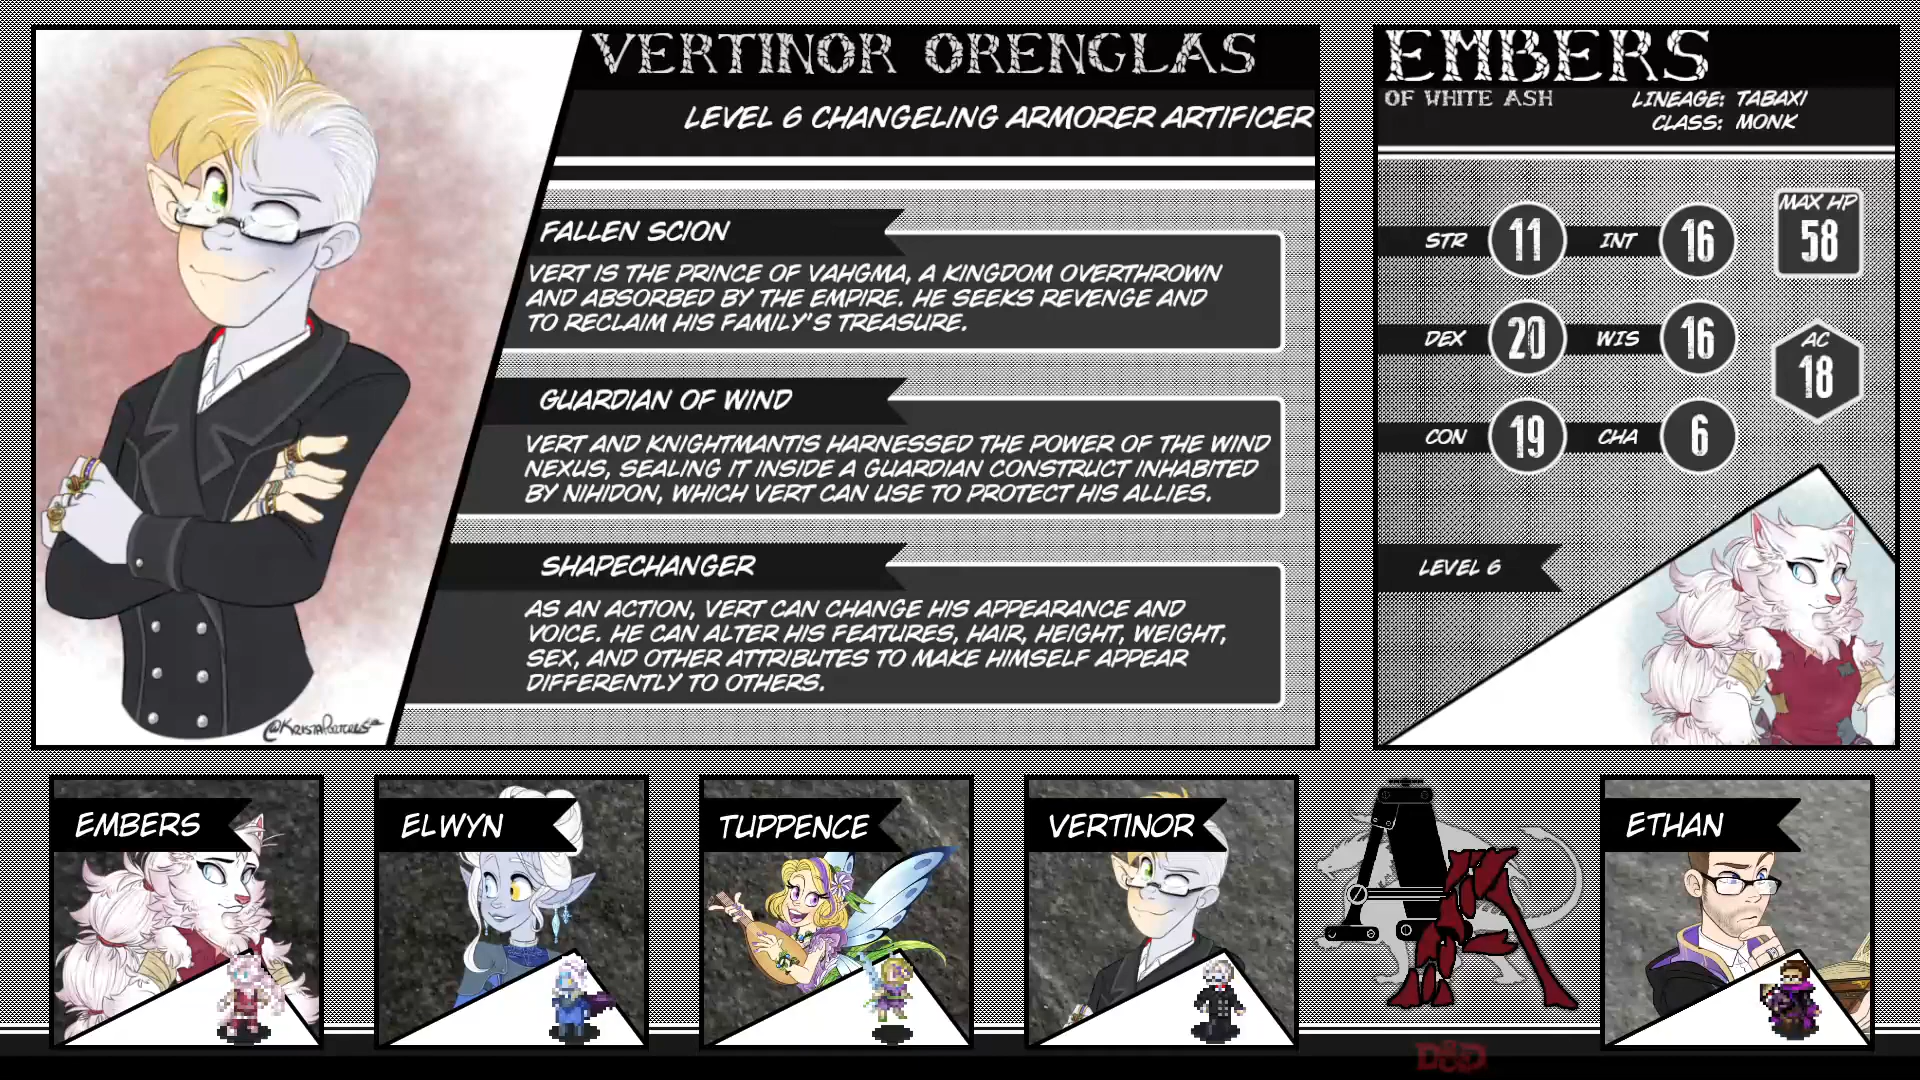 VERTINOR ORENGLAS
LEVEL 6 CHANGELING ARMORER ARTIFICER
FALLEN SCION
VERT IS THE PRINCE OF VAHGMA, A KINGDOM OVERTHROWN
AND ABSORBED BY THE EMPIRE. HE SEEKS REVENGE AND
TO RECLAIM HIS FAMILY'S TREASURE.
GUARDIAN OF WIND
VERT AND KNIGHTMANTIS HARNESSED THE POWER OF THE WIND
NEXUS, SEALING IT INSIDE A GUARDIAN CONSTRUCT INHABITED
BY NIHIDON, WHICH VERT CAN USE TO PROTECT HIS ALLIES.
SHAPECHANGER
AS AN ACTION, VERT CAN CHANGE HIS APPEARANCE AND
VOICE. HE CAN ALTER HIS FEATURES, HAIR, HEIGHT, WEIGHT,
SEX, AND OTHER ATTRIBUTES TO MAKE HIMSELF APPEAR
DIFFERENTLY TO OTHERS.
EMBERS
OF WHITE ASH
LINEAGE: TABAXI
CLASS: MONK
STR 11 INT 16 MAX HP 58
DEX 20 WIS 16 AC 18
CON 19 CHA 6
LEVEL 6
EMBERS
ELWYN
TUPPENCE
VERTINOR
ETHAN
D&D